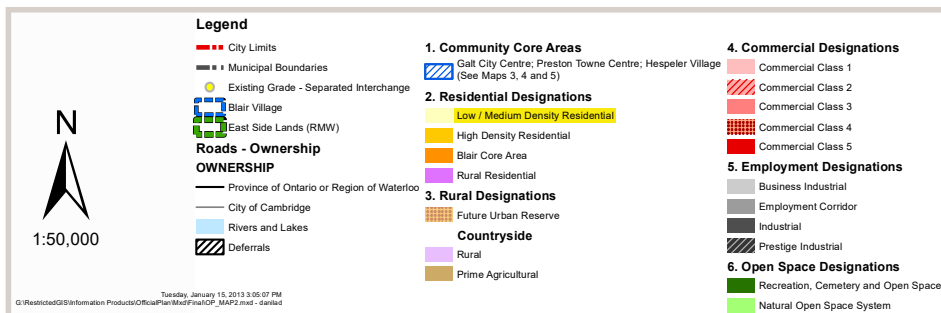 N
1:50,000
Legend
City Limits
Municipal Boundaries
Existing Grade - Separated Interchange
Blair Village
East Side Lands (RMW)
Roads - Ownership
OWNERSHIP
Province of Ontario or Region of Waterloo
City of Cambridge
Rivers and Lakes
Deferrals
1. Community Core Areas
Galt City Centre; Preston Towne Centre; Hespeler Village
(See Maps 3, 4 and 5)
2. Residential Designations
Low / Medium Density Residential
High Density Residential
Blair Core Area
Rural Residential
3. Rural Designations
Future Urban Reserve
Countryside
Rural
Prime Agricultural
4. Commercial Designations
Commercial Class 1
Commercial Class 2
Commercial Class 3
Commercial Class 4
Commercial Class 5
5. Employment Designations
Business Industrial
Employment Corridor
Industrial
Prestige Industrial
6. Open Space Designations
Recreation, Cemetery and Open Space
Natural Open Space System
Tuesday, January 15, 2013 3:05:07 PM
G:\RestrictedGIS\Information Products\OfficialPlan\Mxd\Final\OP_MAP2.mxd - danilad